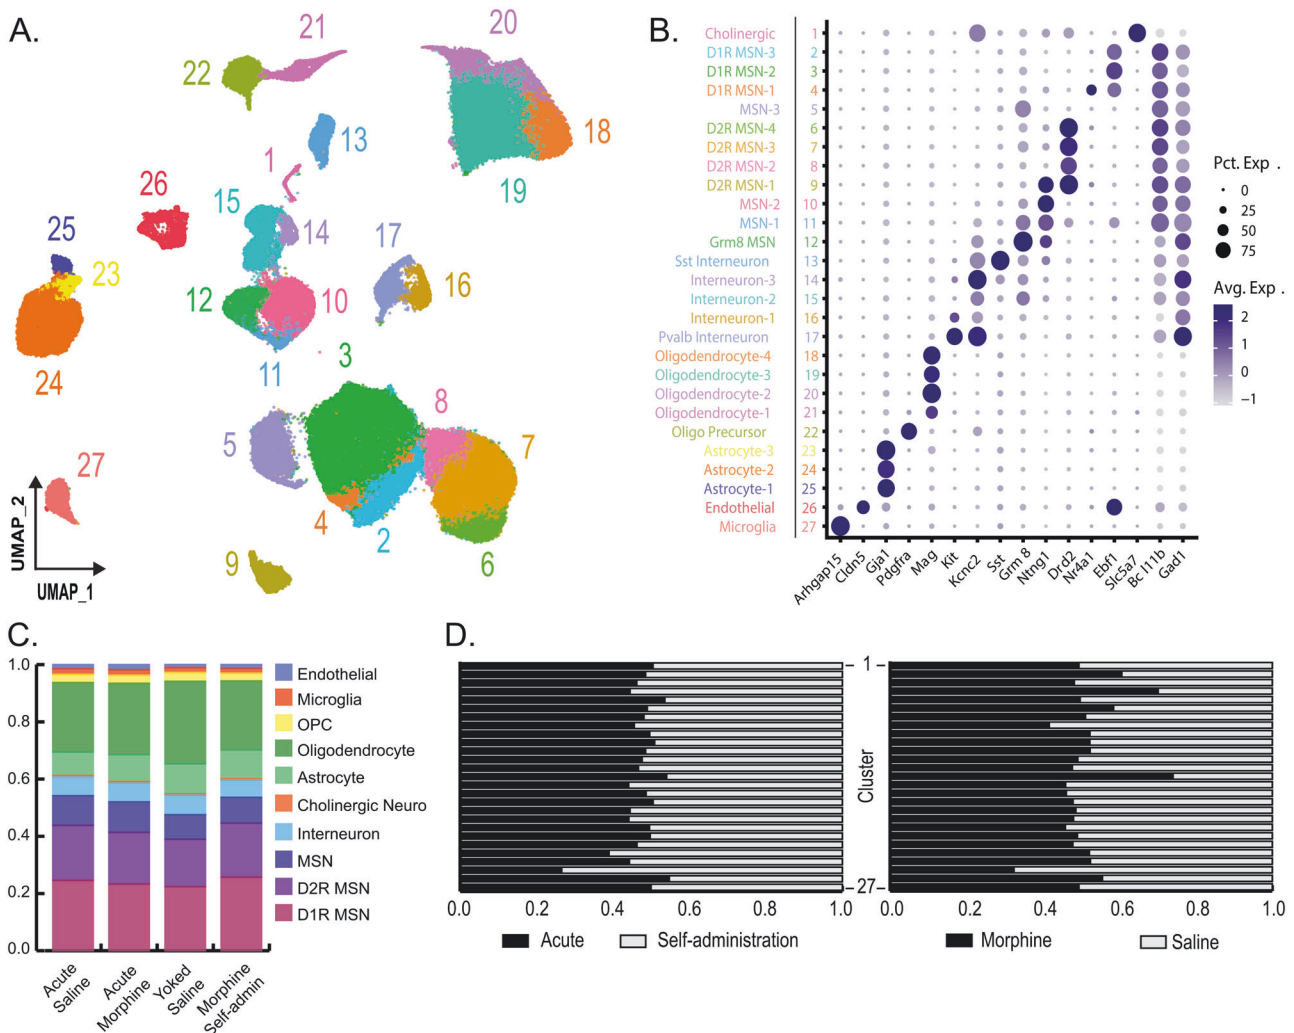 A.
21
20
22
13
18
1
19
26
15
14
25
17
23
12
10
16
24
11
3
5
8
7
27
4
2
6
9
UMAP_2
UMAP_1
B.
Cholinergic 1
D1R MSN-3 2
D1R MSN-2 3
D1R MSN-1 4
MSN-3 5
D2R MSN-4 6
D2R MSN-3 7
D2R MSN-2 8
D2R MSN-1 9
MSN-2 10
MSN-1 11
Grm8 MSN 12
Sst Interneuron 13
Interneuron-3 14
Interneuron-2 15
Interneuron-1 16
Pvalb Interneuron 17
Oligodendrocyte-4 18
Oligodendrocyte-3 19
Oligodendrocyte-2 20
Oligodendrocyte-1 21
Oligo Precursor 22
Astrocyte-3 23
Astrocyte-2 24
Astrocyte-1 25
Endothelial 26
Microglia 27
Arhgap15
Cldn5
Gja1
Pdgfra
Mag
Kit
Kcnc2
Sst
Grm 8
Ntng1
Drd2
Nr4a1
Ebf1
Slc5a7
Bc l11b
Gad1
Pct. Exp .
0
25
50
75
Avg. Exp .
2
1
0
−1
C.
1.0
0.8
0.6
0.4
0.2
0.0
Acute
Saline
Acute
Morphine
Yoked
Saline
Morphine
Self-admin
Endothelial
Microglia
OPC
Oligodendrocyte
Astrocyte
Cholinergic Neuro
Interneuron
MSN
D2R MSN
D1R MSN
D.
1
Cluster
27
0.0 0.2 0.4 0.6 0.8 1.0
Acute Self-administration
0.0 0.2 0.4 0.6 0.8 1.0
Morphine Saline